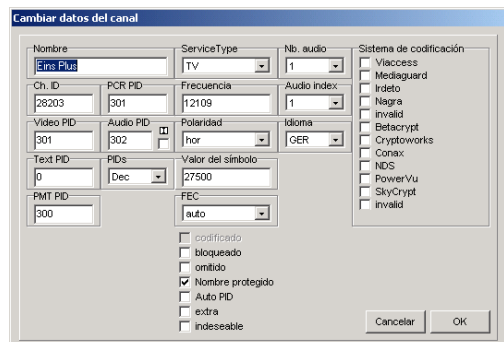 Cambiar datos del canal
Nombre
Eins Plus
ServiceType
TV
Nb. audio
1
Ch. ID
28203
PCR PID
301
Frecuencia
12109
Audio index
1
Video PID
301
Audio PID
302
Polaridad
hor
Idioma
GER
Text PID
0
PIDs
Dec
Valor del símbolo
27500
PMT PID
300
FEC
auto
Sistema de codificación
Viaccess
Mediaguard
Irdeto
Nagra
invalid
Betacrypt
Cryptoworks
Conax
NDS
PowerVu
SkyCrypt
invalid
codificado
bloqueado
omitido
Nombre protegido
Auto PID
extra
indeseable
Cancelar
OK